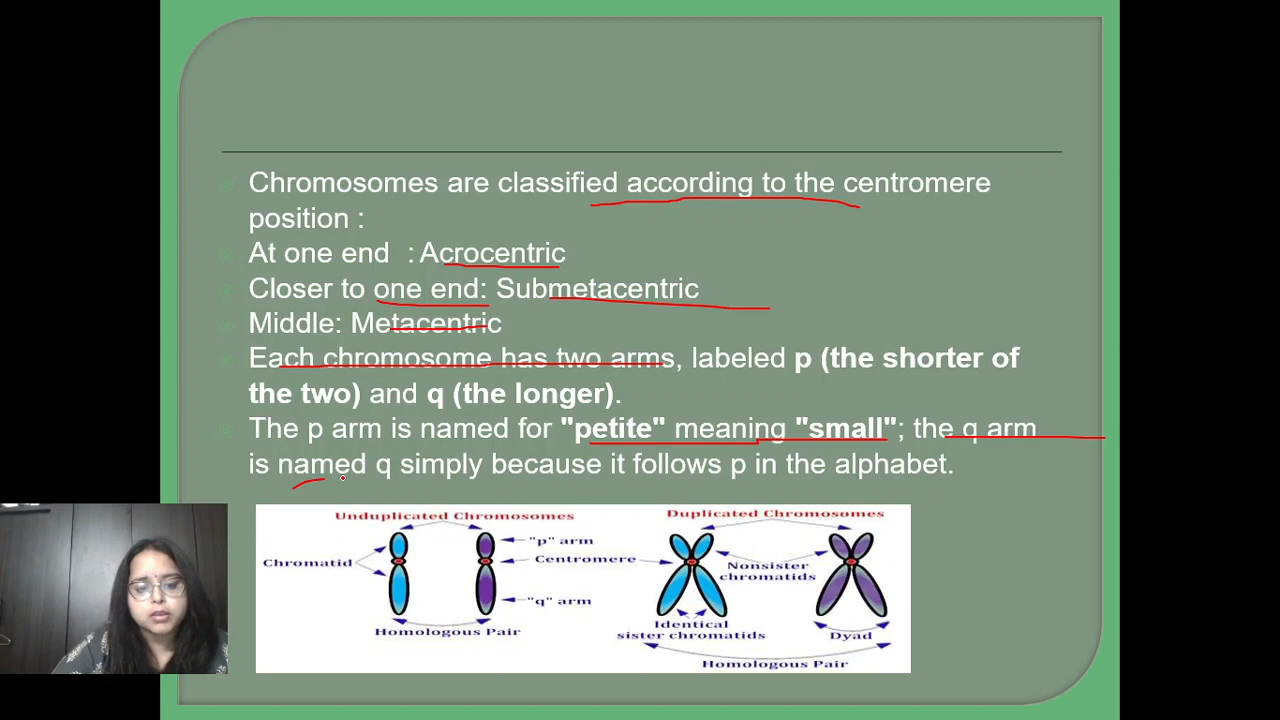 Chromosomes are classified according to the centromere
position :
At one end : Acrocentric
Closer to one end: Submetacentric
Middle: Metacentric
Each chromosome has two arms, labeled p (the shorter of
the two) and q (the longer).
The p arm is named for "petite" meaning "small"; the q arm
is named q simply because it follows p in the alphabet.
Unduplicated Chromosomes
Duplicated Chromosomes
"p" arm
Chromatid
Centromere
Nonsister
chromatids
"q" arm
Homologous Pair
Identical
sister chromatids
Dyad
Homologous Pair